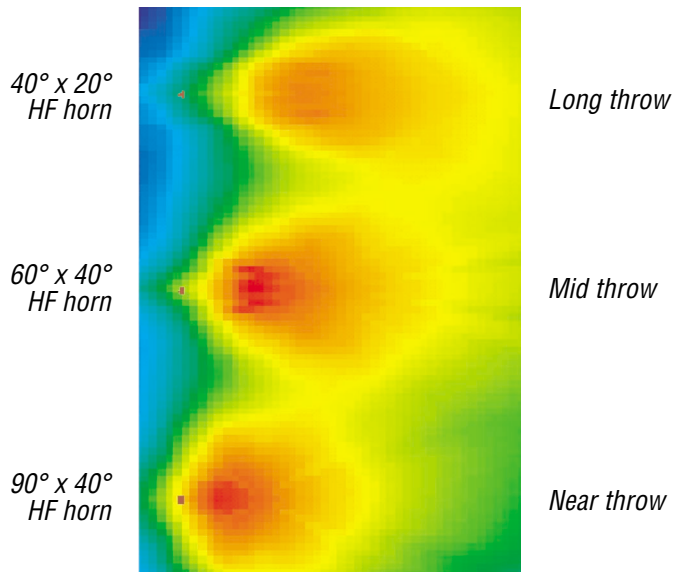 40° x 20°
HF horn
Long throw
60° x 40°
HF horn
Mid throw
90° x 40°
HF horn
Near throw